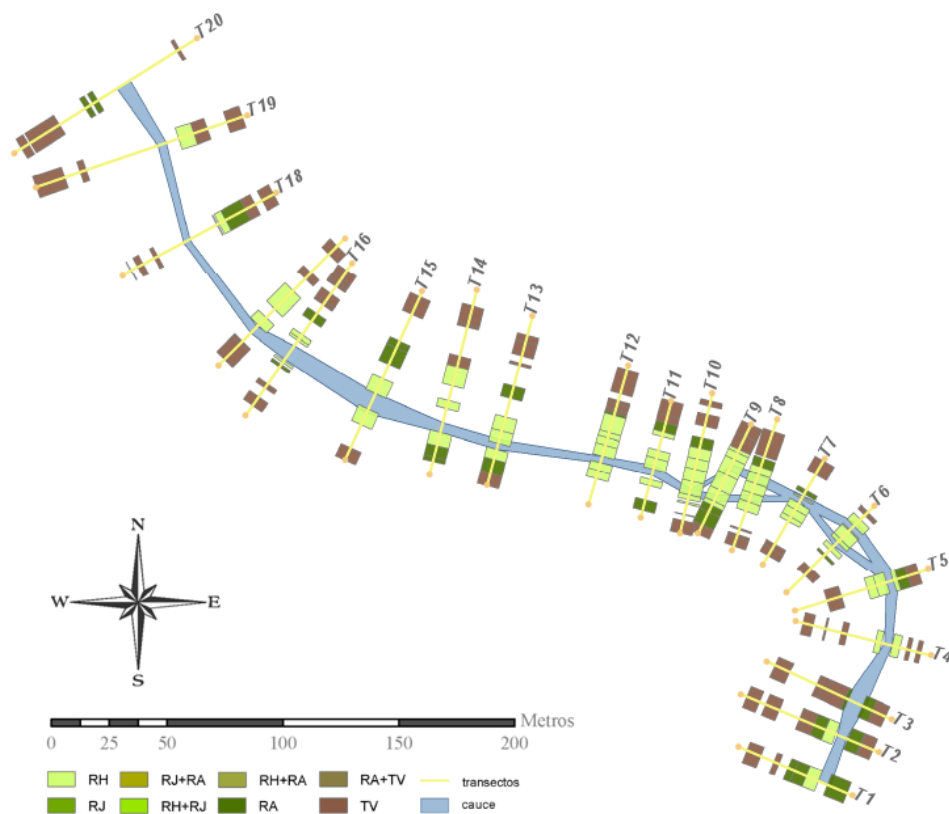 T20
T19
T18
T16
T15
T14
T13
T12
T11
T10
T9
T8
T7
T6
T5
T4
T3
T2
T1
N
W E
S
Metros
0 25 50 100 150 200
RH RJ+RA RH+RA RA+TV transectos
RJ RH+RJ RA TV cauce